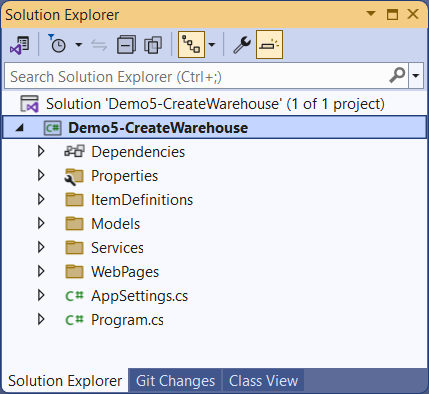 Solution Explorer
Search Solution Explorer (Ctrl+;)
Solution 'Demo5-CreateWarehouse' (1 of 1 project)
C# Demo5-CreateWarehouse
Dependencies
Properties
ItemDefinitions
Models
Services
WebPages
C# AppSettings.cs
C# Program.cs
Solution Explorer Git Changes Class View